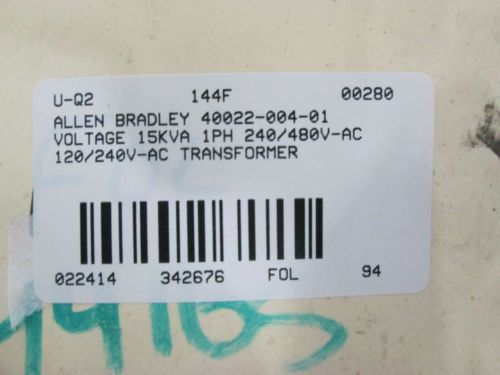 U-Q2 144F 00280
ALLEN BRADLEY 40022-004-01
VOLTAGE 15KVA 1PH 240/480V-AC
120/240V-AC TRANSFORMER
022414 342676 FOL 94